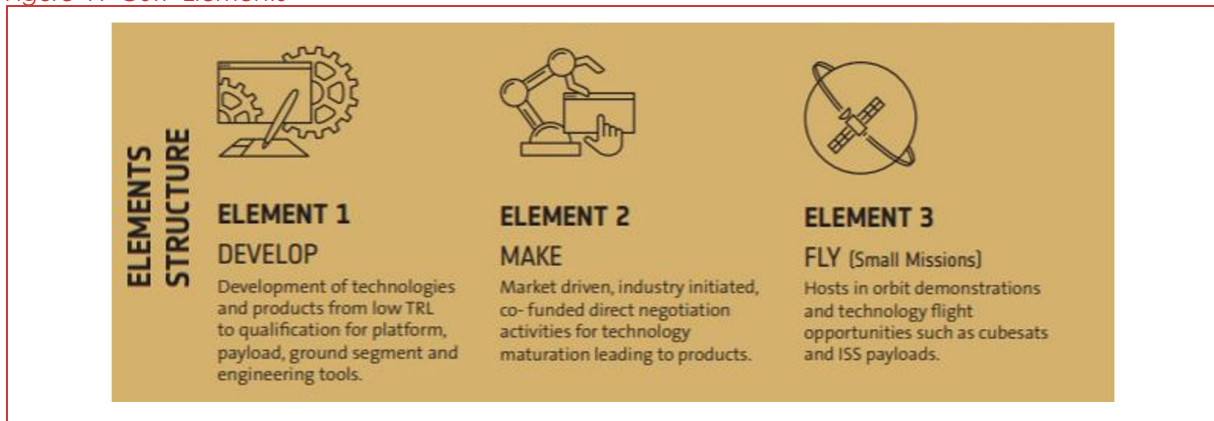 ELEMENTS
STRUCTURE
ELEMENT 1
DEVELOP
Development of technologies
and products from low TRL
to qualification for platform,
payload, ground segment and
engineering tools.
ELEMENT 2
MAKE
Market driven, industry initiated,
co- funded direct negotiation
activities for technology
maturation leading to products.
ELEMENT 3
FLY (Small Missions)
Hosts in orbit demonstrations
and technology flight
opportunities such as cubesats
and ISS payloads.